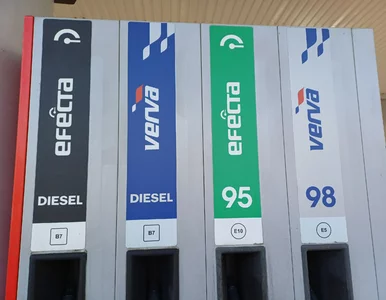 efecta
DIESEL
B7
verva
DIESEL
B7
efecta
95
E10
verva
98
E5